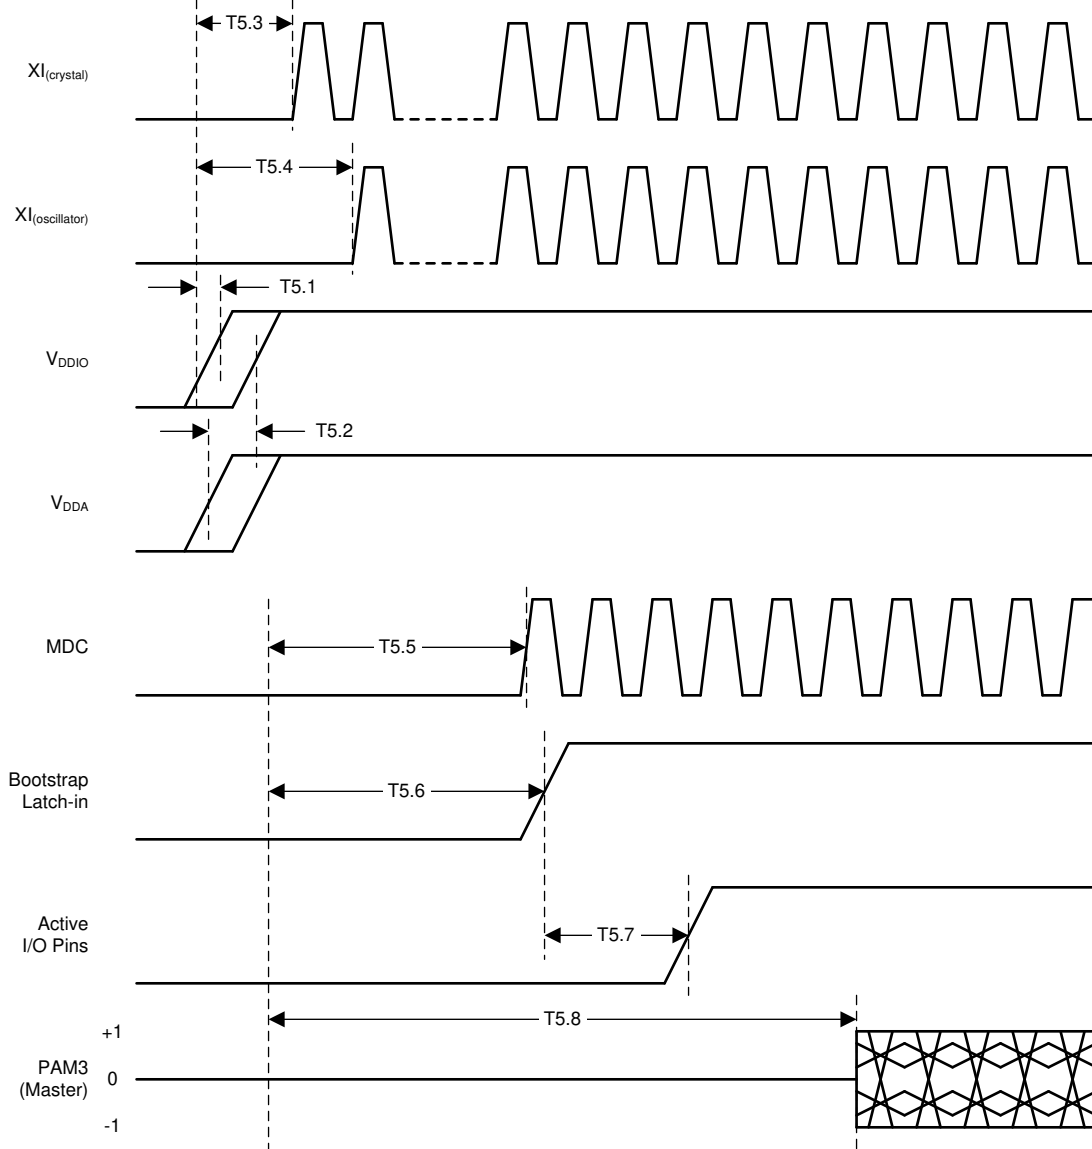 T5.3
XI(crystal)
T5.4
XI(oscillator)
T5.1
VDDIO
T5.2
VDDA
MDC
T5.5
Bootstrap
Latch-in
T5.6
Active
I/O Pins
T5.7
T5.8
+1
PAM3
(Master)
0
-1